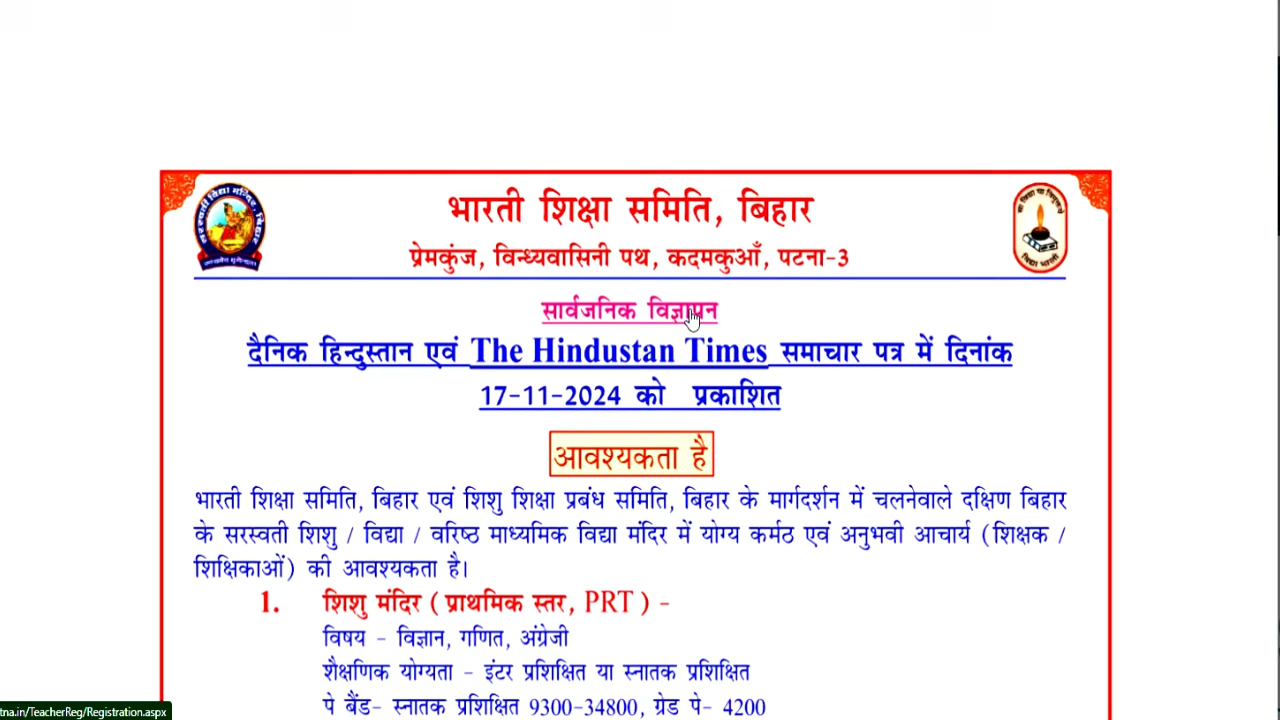 भारती शिक्षा समिति, बिहार
प्रेमकुंज, विन्ध्यवासिनी पथ, कदमकुआँ, पटना-3
सार्वजनिक विज्ञापन
दैनिक हिन्दुस्तान एवं The Hindustan Times समाचार पत्र में दिनांक
17-11-2024 को प्रकाशित
आवश्यकता है
भारती शिक्षा समिति, बिहार एवं शिशु शिक्षा प्रबंध समिति, बिहार के मार्गदर्शन में चलनेवाले दक्षिण बिहार
के सरस्वती शिशु / विद्या / वरिष्ठ माध्यमिक विद्या मंदिर में योग्य कर्मठ एवं अनुभवी आचार्य (शिक्षक /
शिक्षिकाओं) की आवश्यकता है।
1. शिशु मंदिर ( प्राथमिक स्तर, PRT ) -
विषय - विज्ञान, गणित, अंग्रेजी
शैक्षणिक योग्यता - इंटर प्रशिक्षित या स्नातक प्रशिक्षित
पे बैंड- स्नातक प्रशिक्षित 9300-34800, ग्रेड पे- 4200
tna.in/TeacherReg/Registration.aspx